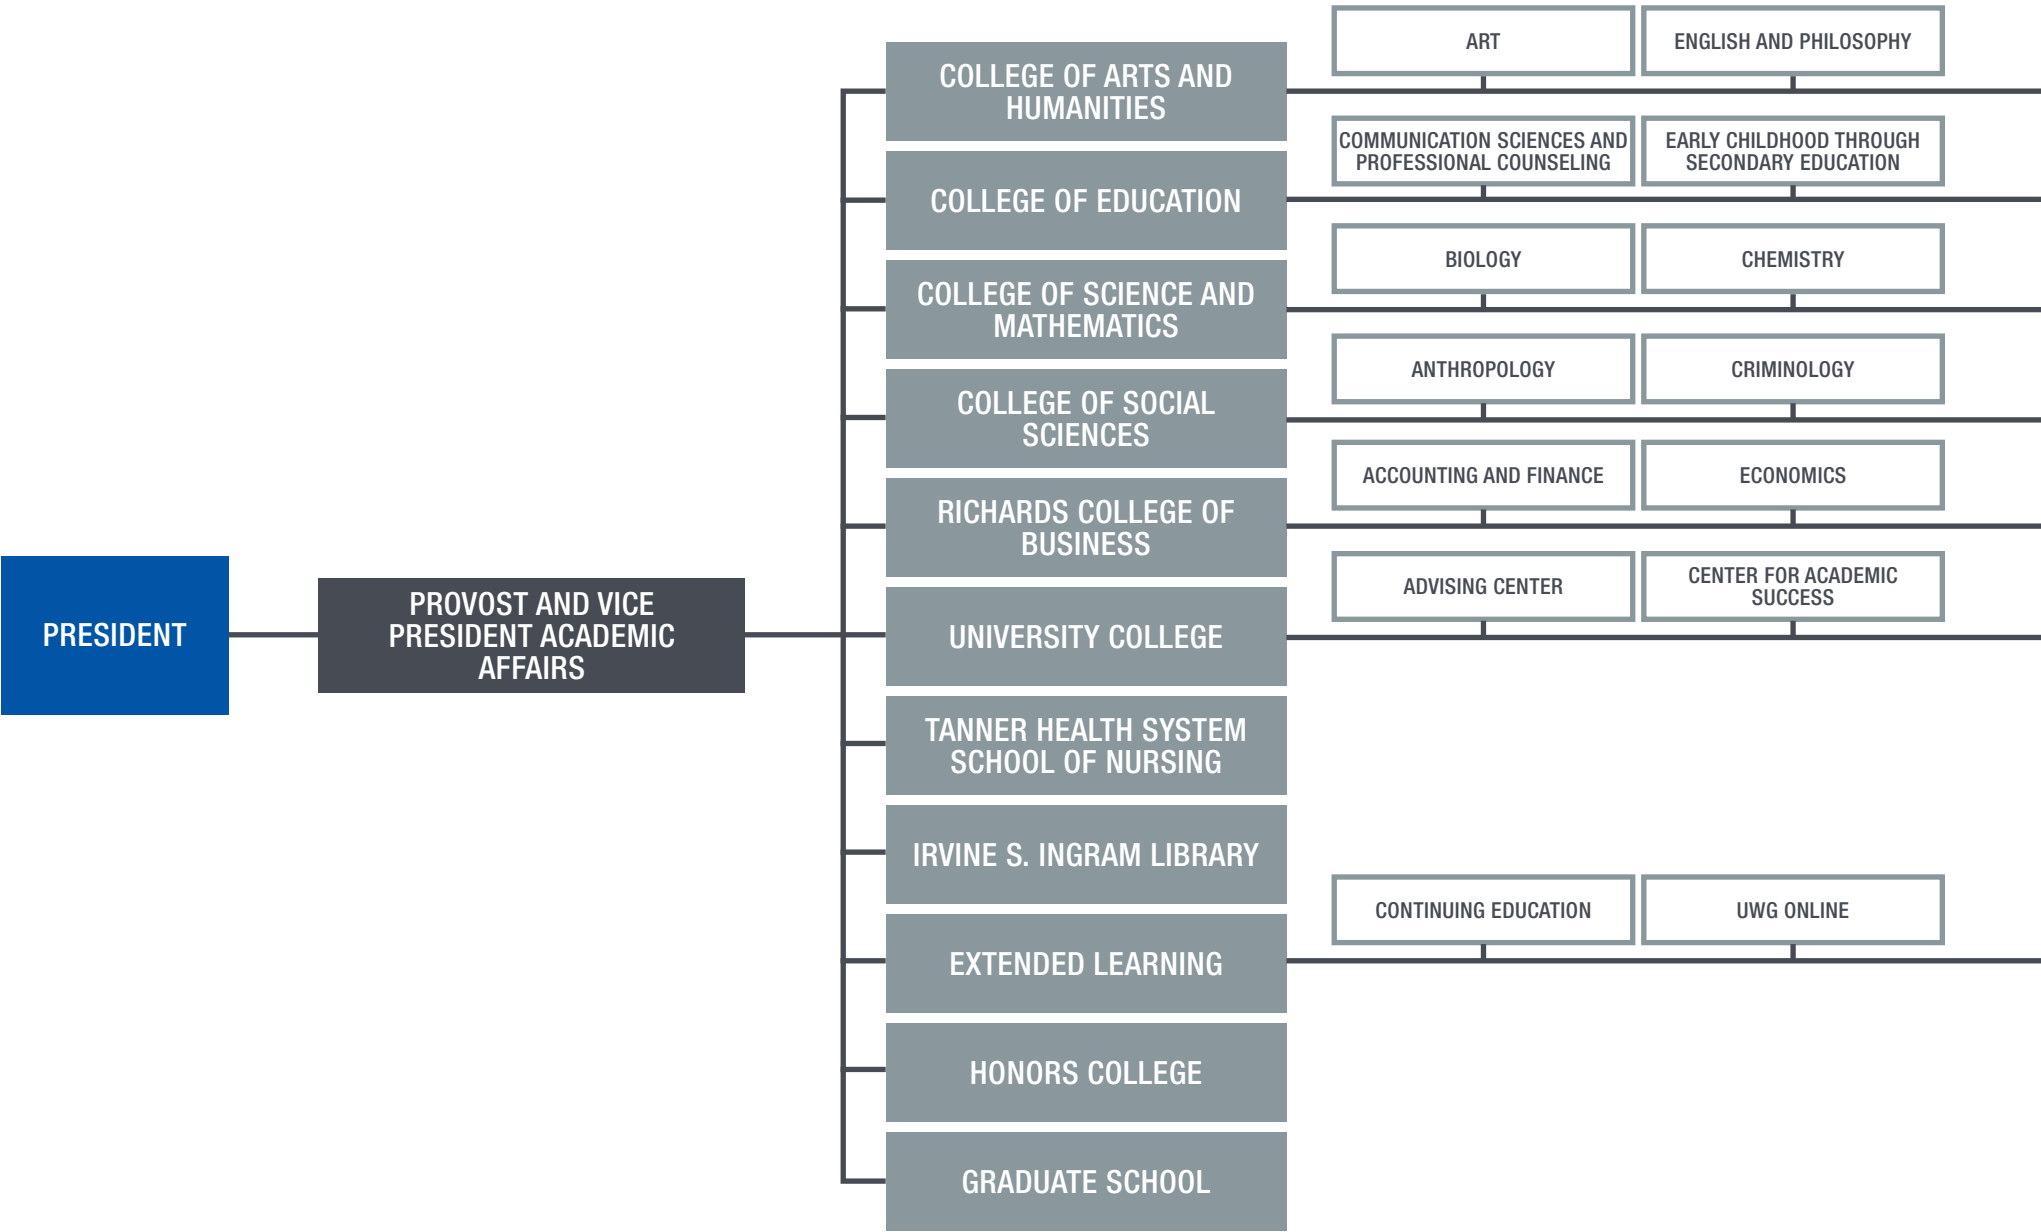 ART
ENGLISH AND PHILOSOPHY
COLLEGE OF ARTS AND
HUMANITIES
COMMUNICATION SCIENCES AND
PROFESSIONAL COUNSELING
EARLY CHILDHOOD THROUGH
SECONDARY EDUCATION
COLLEGE OF EDUCATION
BIOLOGY
CHEMISTRY
COLLEGE OF SCIENCE AND
MATHEMATICS
ANTHROPOLOGY
CRIMINOLOGY
COLLEGE OF SOCIAL
SCIENCES
ACCOUNTING AND FINANCE
ECONOMICS
RICHARDS COLLEGE OF
BUSINESS
ADVISING CENTER
CENTER FOR ACADEMIC
SUCCESS
PRESIDENT
PROVOST AND VICE
PRESIDENT ACADEMIC
AFFAIRS
UNIVERSITY COLLEGE
TANNER HEALTH SYSTEM
SCHOOL OF NURSING
IRVINE S. INGRAM LIBRARY
CONTINUING EDUCATION
UWG ONLINE
EXTENDED LEARNING
HONORS COLLEGE
GRADUATE SCHOOL